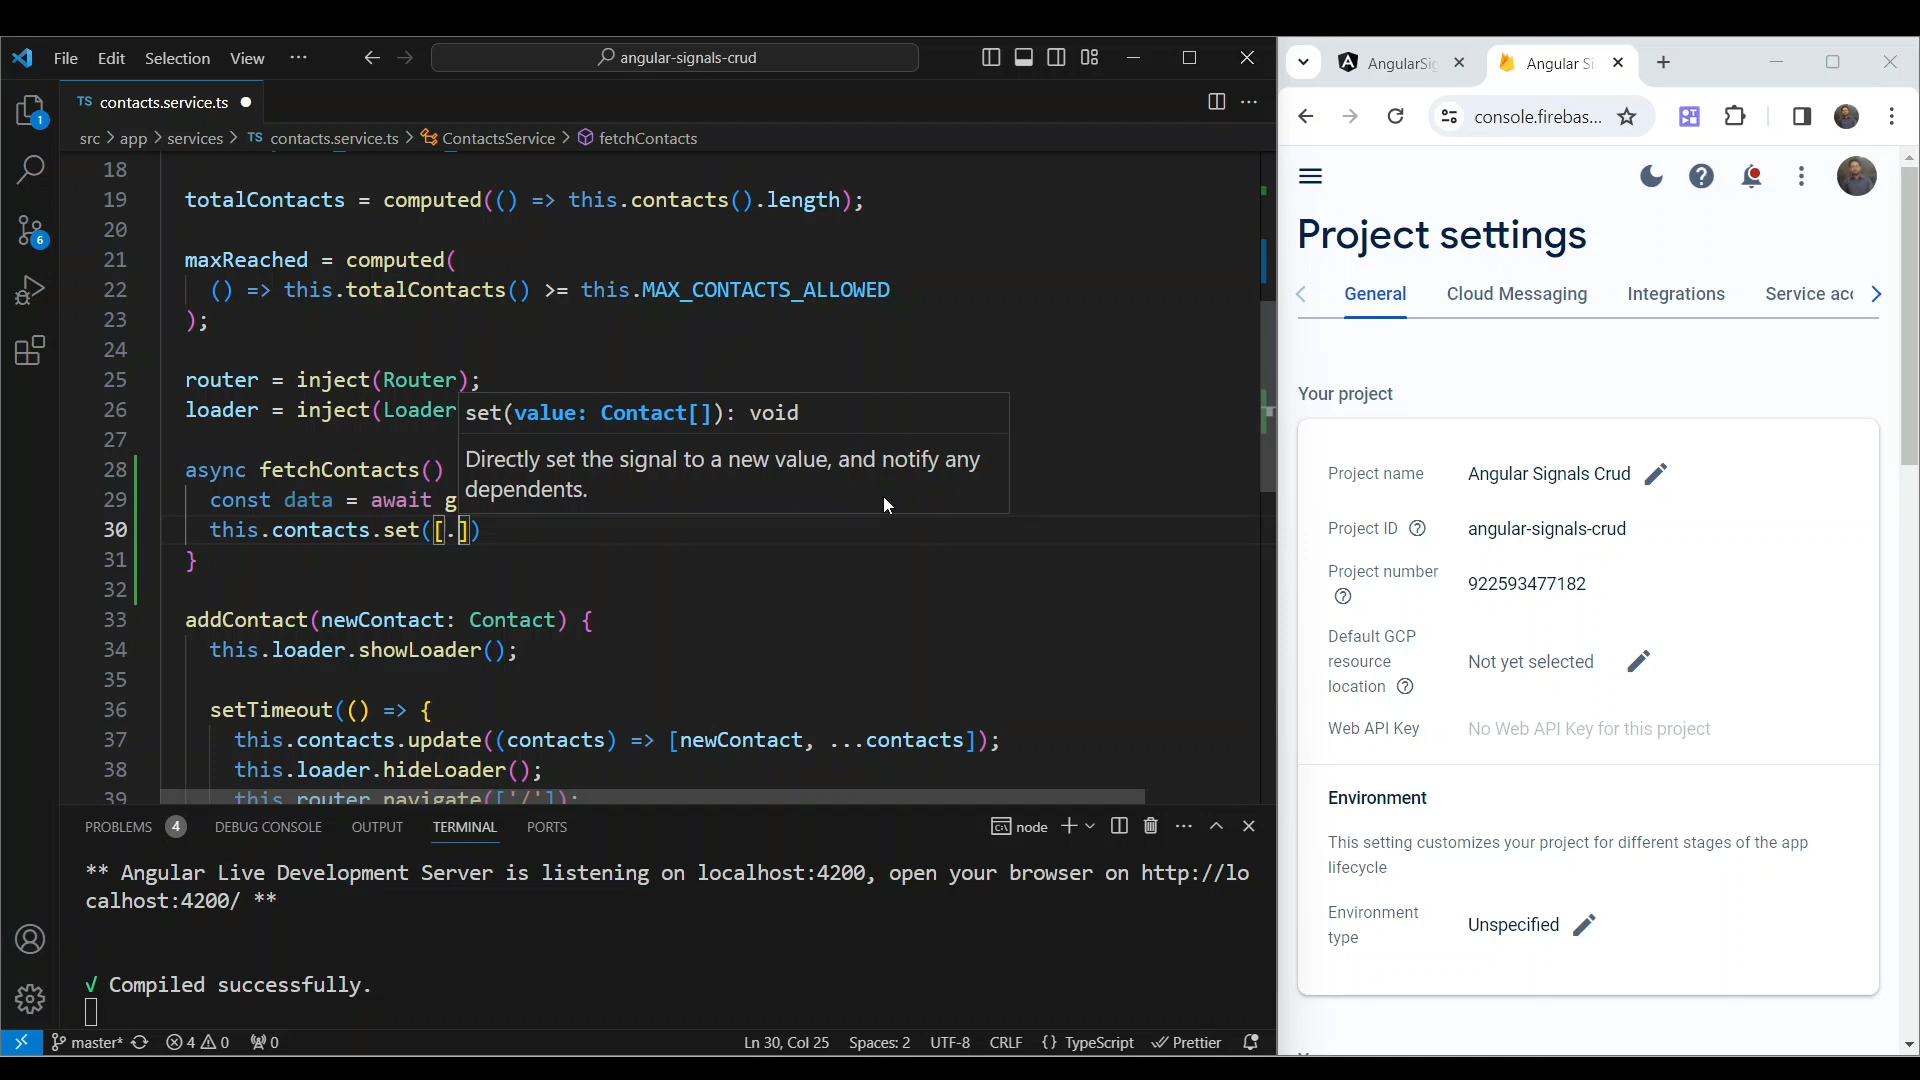 File Edit Selection View ···
angular-signals-crud
TS contacts.service.ts
src > app > services > TS contacts.service.ts > ContactsService > fetchContacts
18
19 totalContacts = computed(() => this.contacts().length);
20
21 maxReached = computed(
22 () => this.totalContacts() >= this.MAX_CONTACTS_ALLOWED
23 );
24
25 router = inject(Router);
26 loader = inject(Loader
27
28 async fetchContacts()
29 const data = await g
30 this.contacts.set([.])
31 }
32
33 addContact(newContact: Contact) {
34 this.loader.showLoader();
35
36 setTimeout(() => {
37 this.contacts.update((contacts) => [newContact, ...contacts]);
38 this.loader.hideLoader();
39 this.router.navigate(['/']);
set(value: Contact[]): void
Directly set the signal to a new value, and notify any
dependents.
1
6
PROBLEMS 4 DEBUG CONSOLE OUTPUT TERMINAL PORTS
node
** Angular Live Development Server is listening on localhost:4200, open your browser on http://lo
calhost:4200/ **
√ Compiled successfully.
master* 4 0 0
Ln 30, Col 25 Spaces: 2 UTF-8 CRLF {} TypeScript Prettier
AngularSig
Angular Si
console.firebas...
Project settings
General Cloud Messaging Integrations Service acc
Your project
Project name Angular Signals Crud
Project ID angular-signals-crud
Project number 922593477182
Default GCP
resource
location
Not yet selected
Web API Key No Web API Key for this project
Environment
This setting customizes your project for different stages of the app
lifecycle
Environment
type
Unspecified